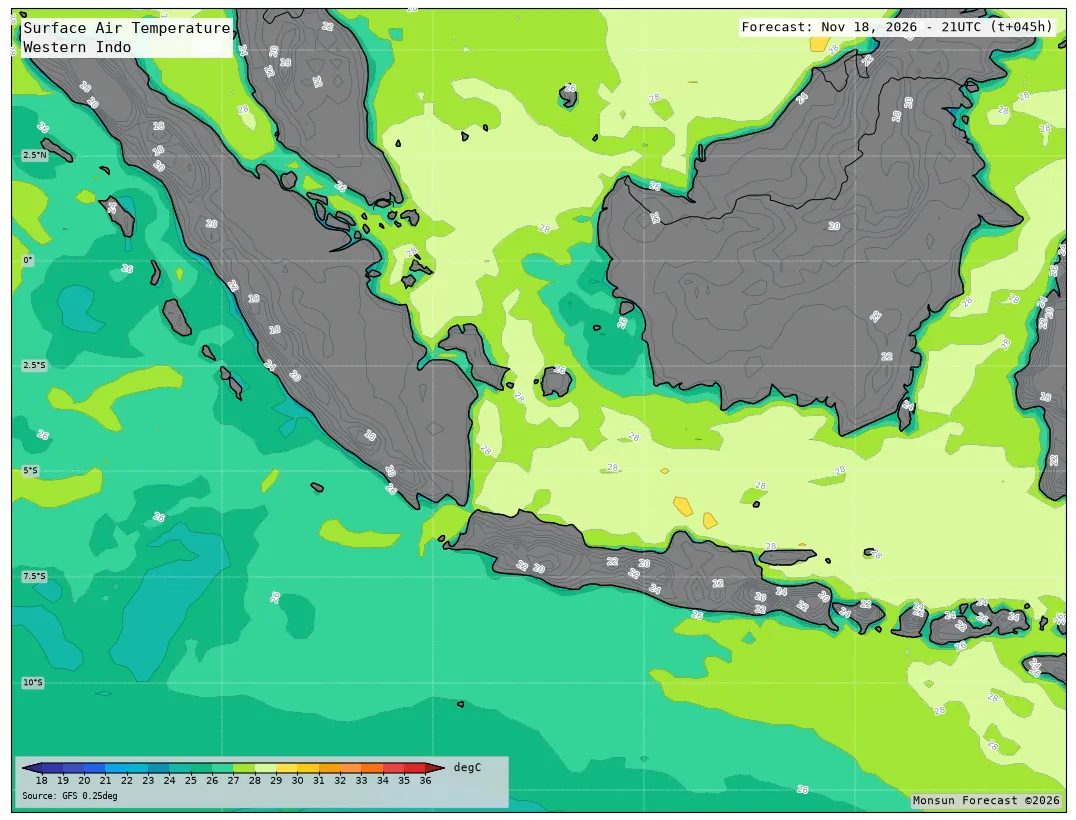 Surface Air Temperature
Western Indo
Forecast: Nov 18, 2026 - 21UTC (t+045h)
2.5°N
0°
2.5°S
5°S
7.5°S
10°S
18 19 20 21 22 23 24 25 26 27 28 29 30 31 32 33 34 35 36 degC
Source: GFS 0.25deg
Monsun Forecast ©2026